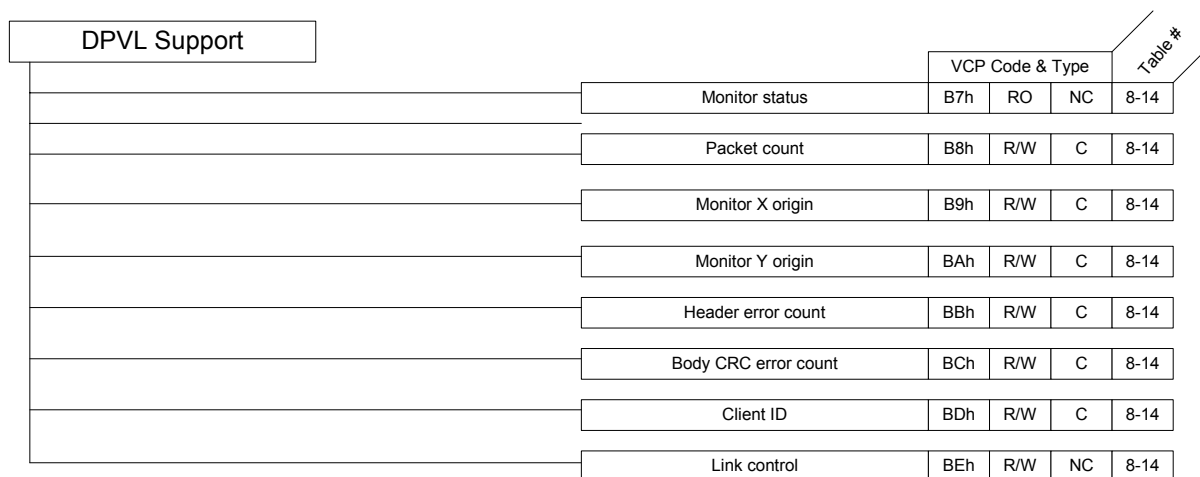 DPVL Support
VCP Code & Type
Table #
Monitor status B7h RO NC 8-14
Packet count B8h R/W C 8-14
Monitor X origin B9h R/W C 8-14
Monitor Y origin BAh R/W C 8-14
Header error count BBh R/W C 8-14
Body CRC error count BCh R/W C 8-14
Client ID BDh R/W C 8-14
Link control BEh R/W NC 8-14